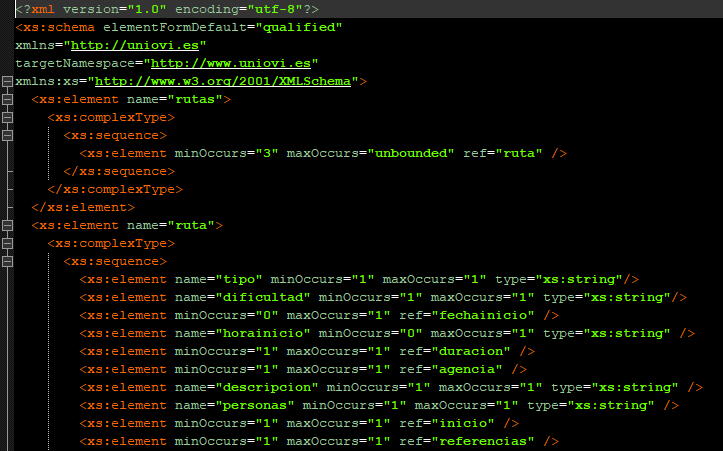 <?xml version="1.0" encoding="utf-8"?>
<xs:schema elementFormDefault="qualified"
xmlns="http://uniovi.es"
targetNamespace="http://www.uniovi.es"
xmlns:xs="http://www.w3.org/2001/XMLSchema">
<xs:element name="rutas">
<xs:complexType>
<xs:sequence>
<xs:element minOccurs="3" maxOccurs="unbounded" ref="ruta" />
</xs:sequence>
</xs:complexType>
</xs:element>
<xs:element name="ruta">
<xs:complexType>
<xs:sequence>
<xs:element name="tipo" minOccurs="1" maxOccurs="1" type="xs:string"/>
<xs:element name="dificultad" minOccurs="1" maxOccurs="1" type="xs:string"/>
<xs:element minOccurs="0" maxOccurs="1" ref="fechainicio" />
<xs:element name="horainicio" minOccurs="0" maxOccurs="1" type="xs:string" />
<xs:element minOccurs="1" maxOccurs="1" ref="duracion" />
<xs:element minOccurs="1" maxOccurs="1" ref="agencia" />
<xs:element name="descripcion" minOccurs="1" maxOccurs="1" type="xs:string" />
<xs:element name="personas" minOccurs="1" maxOccurs="1" type="xs:string" />
<xs:element minOccurs="1" maxOccurs="1" ref="inicio" />
<xs:element minOccurs="1" maxOccurs="1" ref="referencias" />